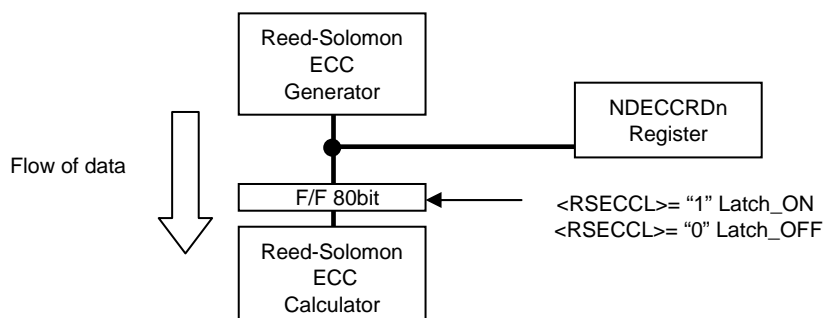 Reed-Solomon
ECC
Generator
NDECCRDn
Register
Flow of data
F/F 80bit
<RSECCL>= “1” Latch_ON
<RSECCL>= “0” Latch_OFF
Reed-Solomon
ECC
Calculator